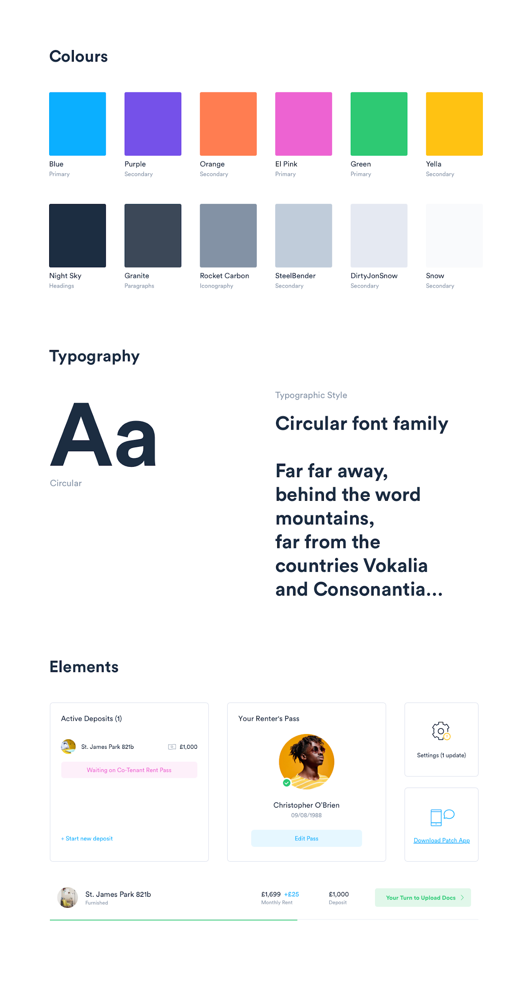 Colours
Blue
Primary
Purple
Secondary
Orange
Secondary
El Pink
Primary
Green
Primary
Yella
Secondary
Night Sky
Headings
Granite
Paragraphs
Rocket Carbon
Iconography
SteelBender
Secondary
DirtyJonSnow
Secondary
Snow
Secondary
Typography
Aa
Circular
Typographic Style
Circular font family
Far far away,
behind the word
mountains,
far from the
countries Vokalia
and Consonantia...
Elements
Active Deposits (1)
St. James Park 821b
£1,000
Waiting on Co-Tenant Rent Pass
+ Start new deposit
Your Renter's Pass
Christopher O’Brien
09/08/1988
Edit Pass
Settings (1 update)
Download Patch App
St. James Park 821b
Furnished
£1,699 +£25
Monthly Rent
£1,000
Deposit
Your Turn to Upload Docs